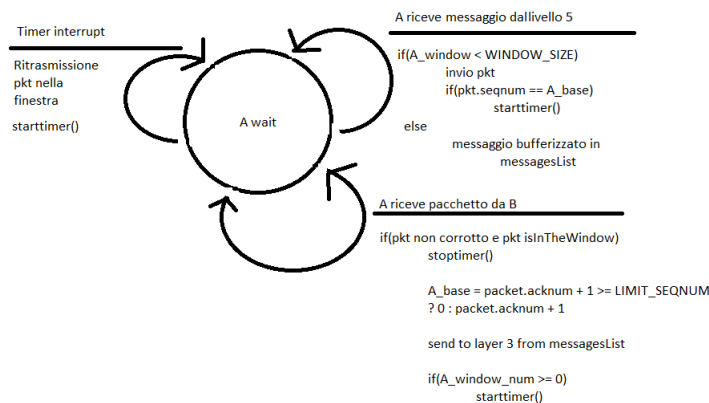 Timer interrupt
Ritrasmissione
pkt nella
finestra
starttimer()
A wait
A riceve messaggio dallivello 5
if(A_window < WINDOW_SIZE)
invio pkt
if(pkt.seqnum == A_base)
starttimer()
else
messaggio bufferizzato in
messagesList
A riceve pacchetto da B
if(pkt non corrotto e pkt isInTheWindow)
stoptimer()
A_base = packet.acknum + 1 >= LIMIT_SEQNUM
? 0 : packet.acknum + 1
send to layer 3 from messagesList
if(A_window_num >= 0)
starttimer()